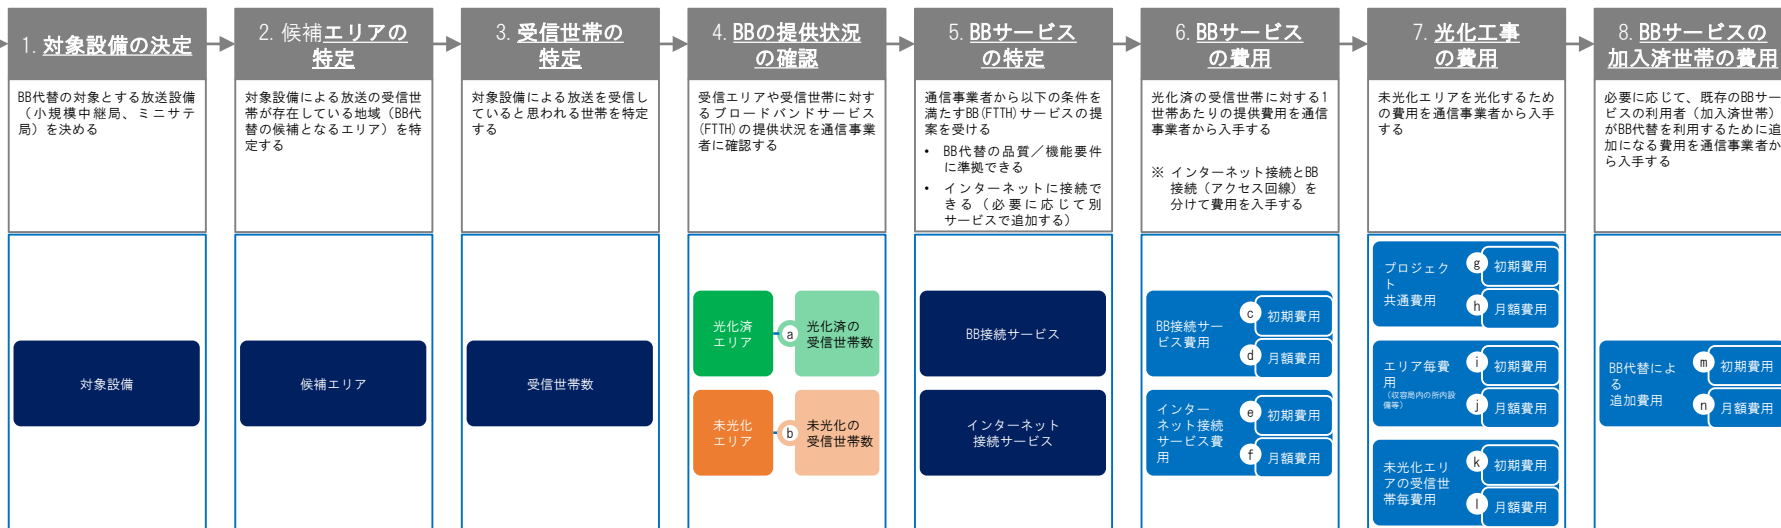 1. 対象設備の決定
BB代替の対象とする放送設備
（小規模中継局、ミニサテ
局）を決める
対象設備
2. 候補エリアの
特定
対象設備による放送の受信世
帯が存在している地域（BB代
替の候補となるエリア）を特
定する
候補エリア
3. 受信世帯の
特定
対象設備による放送を受信し
ていると思われる世帯を特定
する
受信世帯数
4. BBの提供状況
の確認
受信エリアや受信世帯に対す
るブロードバンドサービス
(FTTH)の提供状況を通信事業
者に確認する
光化済
エリア
a
光化済の
受信世帯数
未光化
エリア
b
未光化の
受信世帯数
5. BBサービス
の特定
通信事業者から以下の条件を
満たすBB(FTTH)サービスの提
案を受ける
• BB代替の品質／機能要件
に準拠できる
• インターネットに接続で
きる（必要に応じて別
サービスで追加する）
BB接続サービス
インターネット
接続サービス
6. BBサービス
の費用
光化済の受信世帯に対する1
世帯あたりの提供費用を通信
事業者から入手する
※ インターネット接続とBB
接続（アクセス回線）を
分けて費用を入手する
BB接続サー
ビス費用
c 初期費用
d 月額費用
インター
ネット接続
サービス費
用
e 初期費用
f 月額費用
7. 光化工事
の費用
未光化エリアを光化するため
の費用を通信事業者から入手
する
プロジェク
ト
共通費用
g 初期費用
h 月額費用
エリア毎費
用
（収容局内の所内設
備等）
i 初期費用
j 月額費用
未光化エリ
アの受信世
帯毎費用
k 初期費用
l 月額費用
8. BBサービスの
加入済世帯の費用
必要に応じて、既存のBBサー
ビスの利用者（加入済世帯）
がBB代替を利用するために追
加になる費用を通信事業者か
ら入手する
BB代替によ
る
追加費用
m 初期費用
n 月額費用